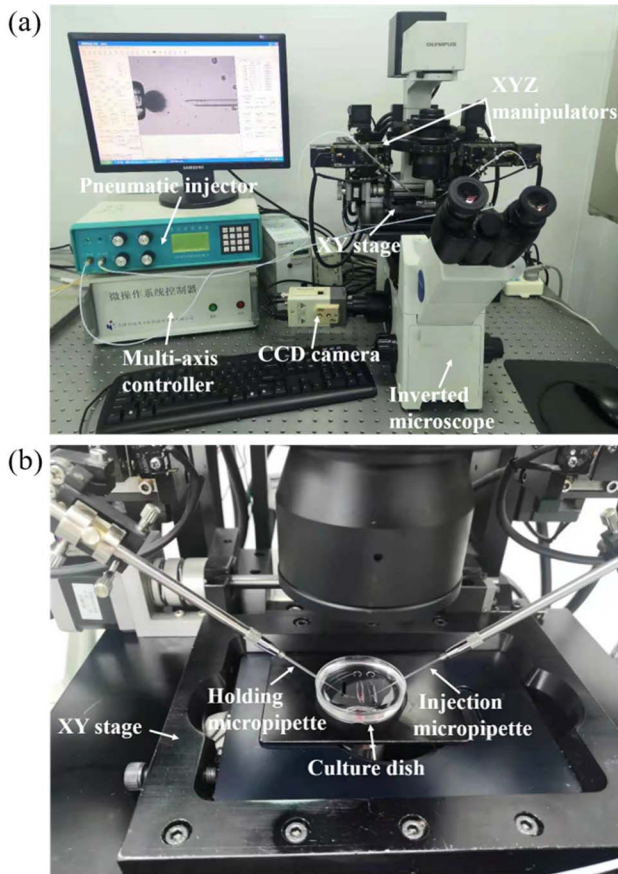 (a)
OLYMPUS
XYZ
manipulators
SAMSUNG
Pneumatic injector
XY stage
微操作系统控制器
CCD camera
Multi-axis
controller
Inverted
microscope
(b)
Holding
micropipette
Injection
micropipette
XY stage
Culture dish